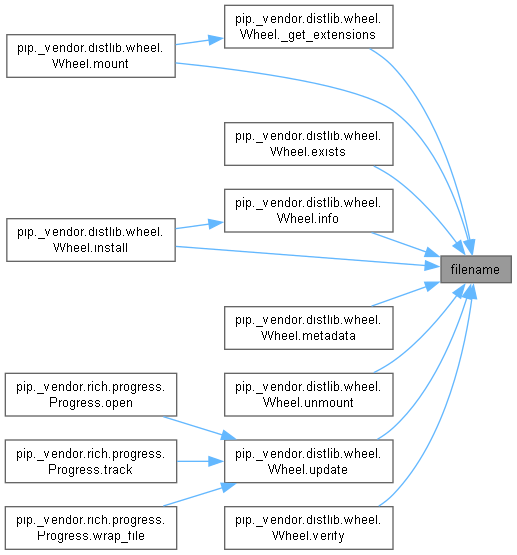 pip._vendor.distlib.wheel.
Wheel._get_extensions
pip._vendor.distlib.wheel.
Wheel.mount
pip._vendor.distlib.wheel.
Wheel.exists
pip._vendor.distlib.wheel.
Wheel.info
pip._vendor.distlib.wheel.
Wheel.install
filename
pip._vendor.distlib.wheel.
Wheel.metadata
pip._vendor.rich.progress.
Progress.open
pip._vendor.distlib.wheel.
Wheel.unmount
pip._vendor.rich.progress.
Progress.track
pip._vendor.distlib.wheel.
Wheel.update
pip._vendor.rich.progress.
Progress.wrap_file
pip._vendor.distlib.wheel.
Wheel.verify